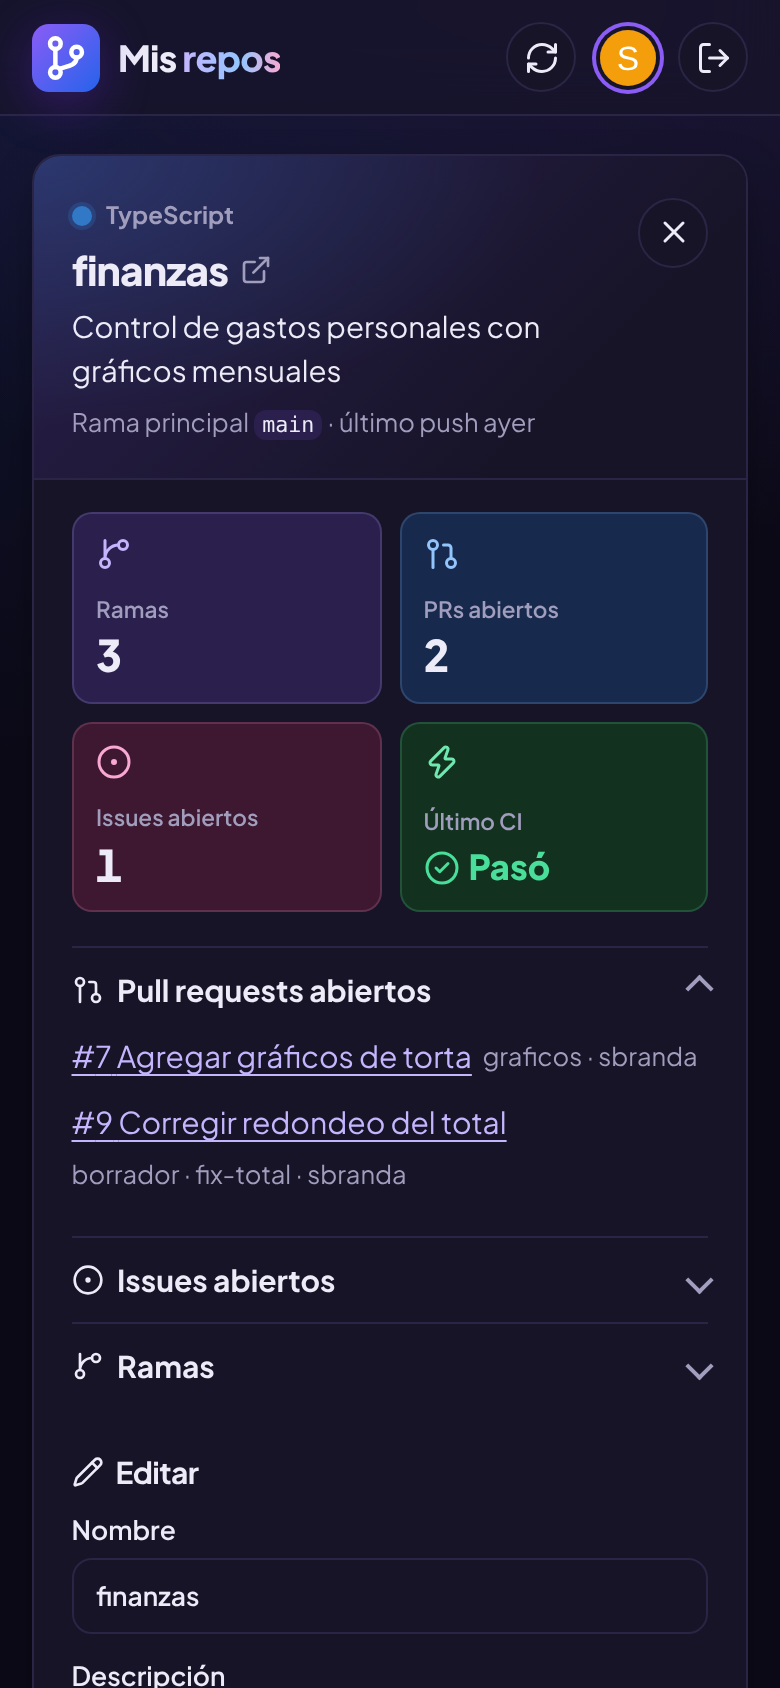 Mis repos
S
TypeScript
finanzas
Control de gastos personales con
gráficos mensuales
Rama principal main · último push ayer
Ramas
3
PRs abiertos
2
Issues abiertos
1
Último CI
Pasó
Pull requests abiertos
#7 Agregar gráficos de torta graficos · sbranda
#9 Corregir redondeo del total
borrador · fix-total · sbranda
Issues abiertos
Ramas
Editar
Nombre
finanzas
Descripción